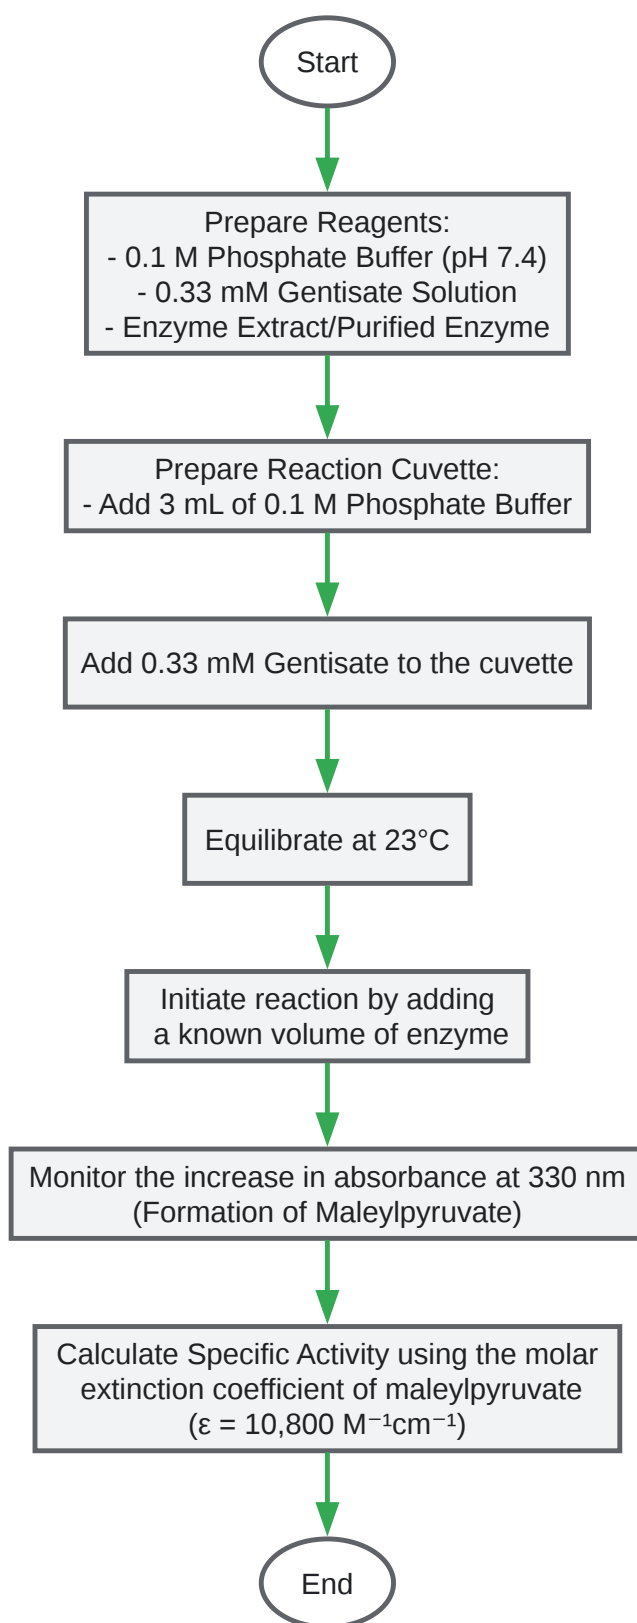 Start
Prepare Reagents:
- 0.1 M Phosphate Buffer (pH 7.4)
- 0.33 mM Gentisate Solution
- Enzyme Extract/Purified Enzyme
Prepare Reaction Cuvette:
- Add 3 mL of 0.1 M Phosphate Buffer
Add 0.33 mM Gentisate to the cuvette
Equilibrate at 23°C
Initiate reaction by adding
a known volume of enzyme
Monitor the increase in absorbance at 330 nm
(Formation of Maleylpyruvate)
Calculate Specific Activity using the molar
extinction coefficient of maleylpyruvate
(ε = 10,800 M⁻¹cm⁻¹)
End